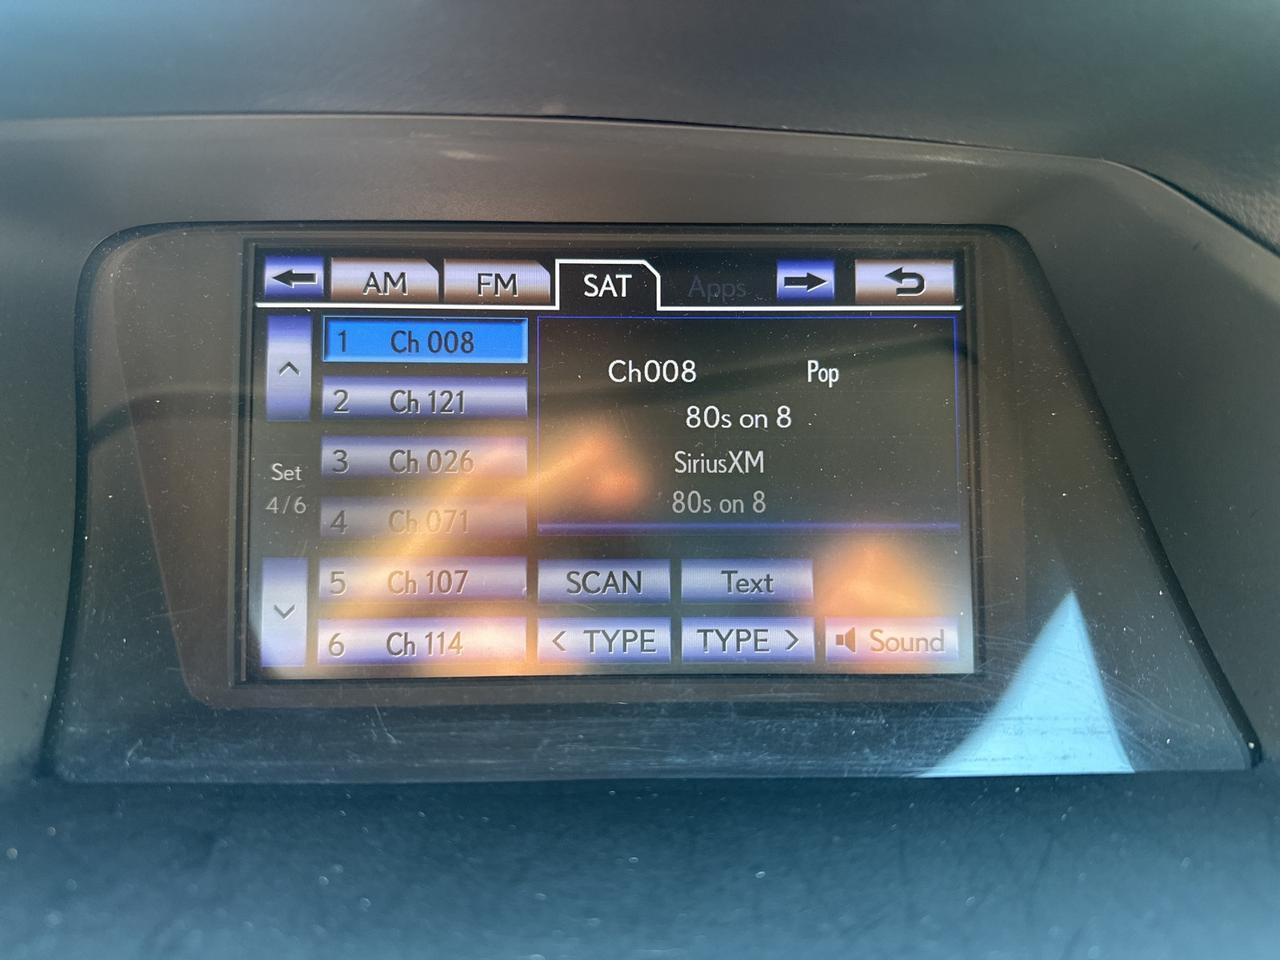 AM FM SAT Apps
1 Ch 008
2 Ch 121
3 Ch 026
4 Ch 071
5 Ch 107
6 Ch 114
Set
4/6
Ch008 Pop
80s on 8
SiriusXM
80s on 8
SCAN Text
< TYPE TYPE > Sound